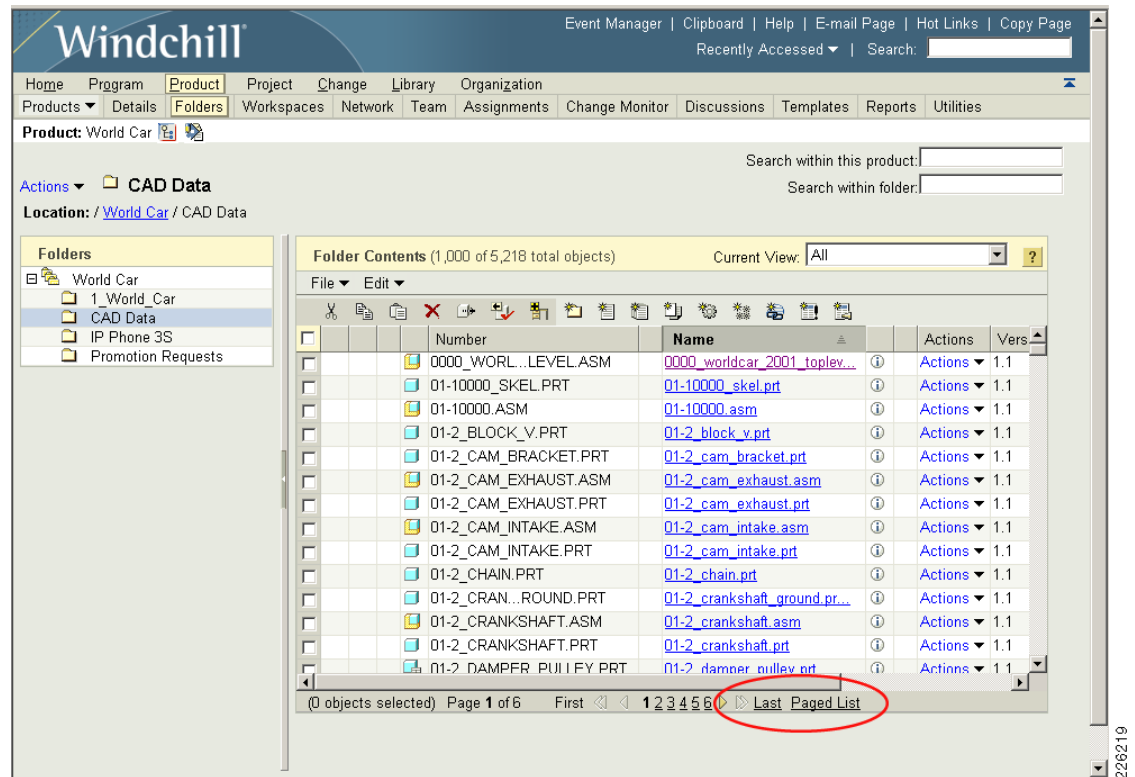 Windchill
Event Manager | Clipboard | Help | E-mail Page | Hot Links | Copy Page
Recently Accessed | Search:
Home Program Product Project Change Library Organization
Products Details Folders Workspaces Network Team Assignments Change Monitor Discussions Templates Reports Utilities
Product: World Car
Search within this product:
Actions CAD Data
Search within folder:
Location: / World Car / CAD Data
Folders
World Car
1_World_Car
CAD Data
IP Phone 3S
Promotion Requests
Folder Contents (1,000 of 5,218 total objects) Current View: All ?
File Edit
Number Name Actions Vers
0000_WORL...LEVEL.ASM 0000_worldcar_2001_toplev... Actions 1.1
01-10000_SKEL.PRT 01-10000_skel.prt Actions 1.1
01-10000.ASM 01-10000.asm Actions 1.1
01-2_BLOCK_V.PRT 01-2_block_v.prt Actions 1.1
01-2_CAM_BRACKET.PRT 01-2_cam_bracket.prt Actions 1.1
01-2_CAM_EXHAUST.ASM 01-2_cam_exhaust.asm Actions 1.1
01-2_CAM_EXHAUST.PRT 01-2_cam_exhaust.prt Actions 1.1
01-2_CAM_INTAKE.ASM 01-2_cam_intake.asm Actions 1.1
01-2_CAM_INTAKE.PRT 01-2_cam_intake.prt Actions 1.1
01-2_CHAIN.PRT 01-2_chain.prt Actions 1.1
01-2_CRAN...ROUND.PRT 01-2_crankshaft_ground.pr... Actions 1.1
01-2_CRANKSHAFT.ASM 01-2_crankshaft.asm Actions 1.1
01-2_CRANKSHAFT.PRT 01-2_crankshaft.prt Actions 1.1
01-2_DAMPER_PULLEY.PRT 01-2_damper_pulley.prt Actions 1.1
(0 objects selected) Page 1 of 6 First 1 2 3 4 5 6 Last Paged List
226219